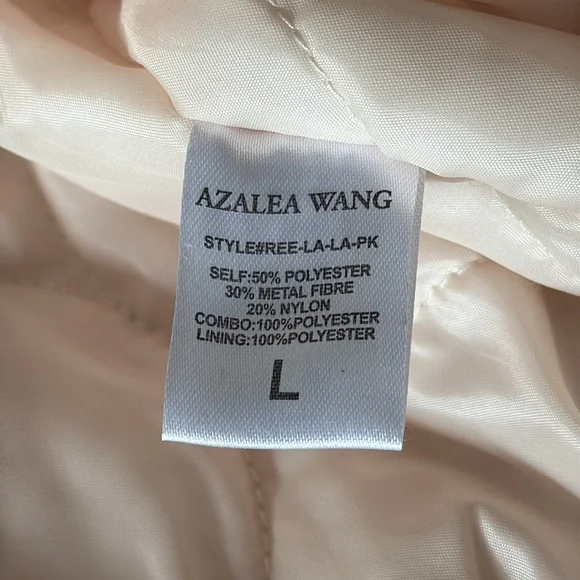 AZALEA WANG
STYLE#REE-LA-LA-PK
SELF:50% POLYESTER
30% METAL FIBRE
20% NYLON
COMBO:100%POLYESTER
LINING:100%POLYESTER
L